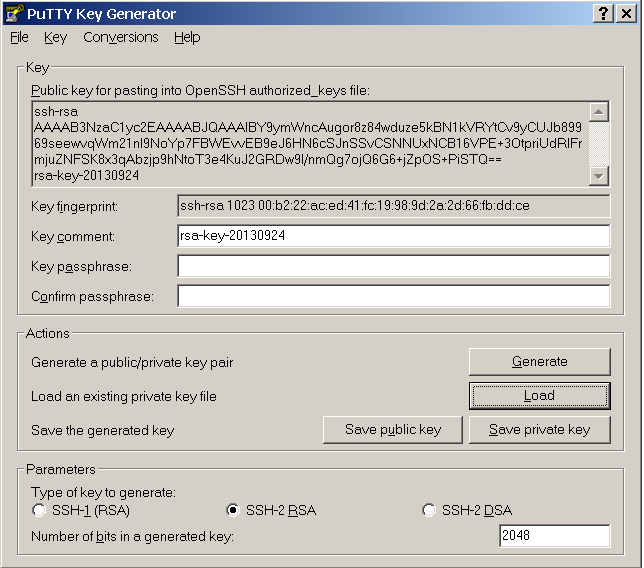 PuTTY Key Generator
File Key Conversions Help
Key
Public key for pasting into OpenSSH authorized_keys file:
ssh-rsa
AAAAB3NzaC1yc2EAAAABJQAAAIBY9ymWncAugor8z84wduze5kBN1kVRYtCv9yCUJb899
69seewvqWm21nI9NoYp7FBWEvvEB9eJ6HN6cSJnSSvCSNNUxNCB16VPE+3OtpriUdRIFr
mjuZNFSK8x3qAbzjp9hNtoT3e4KuJ2GRDw9l/nmQg7ojQ6G6+jZpOS+PiSTQ==
rsa-key-20130924
Key fingerprint: ssh-rsa 1023 00:b2:22:ac:ed:41:fc:19:98:9d:2a:2d:66:fb:dd:ce
Key comment: rsa-key-20130924
Key passphrase:
Confirm passphrase:
Actions
Generate a public/private key pair Generate
Load an existing private key file Load
Save the generated key Save public key Save private key
Parameters
Type of key to generate:
SSH-1 (RSA) SSH-2 RSA SSH-2 DSA
Number of bits in a generated key: 2048